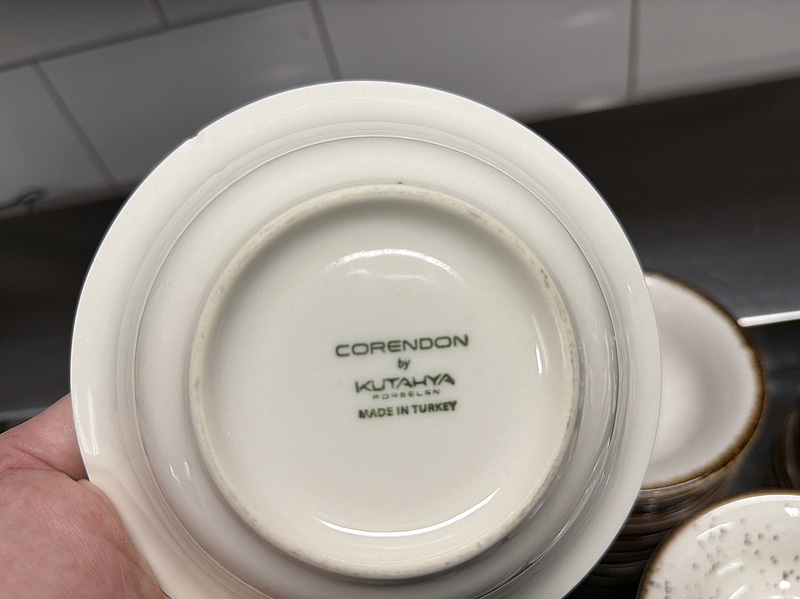 CORENDON
by
KUTAHYA
PORSELEN
MADE IN TURKEY